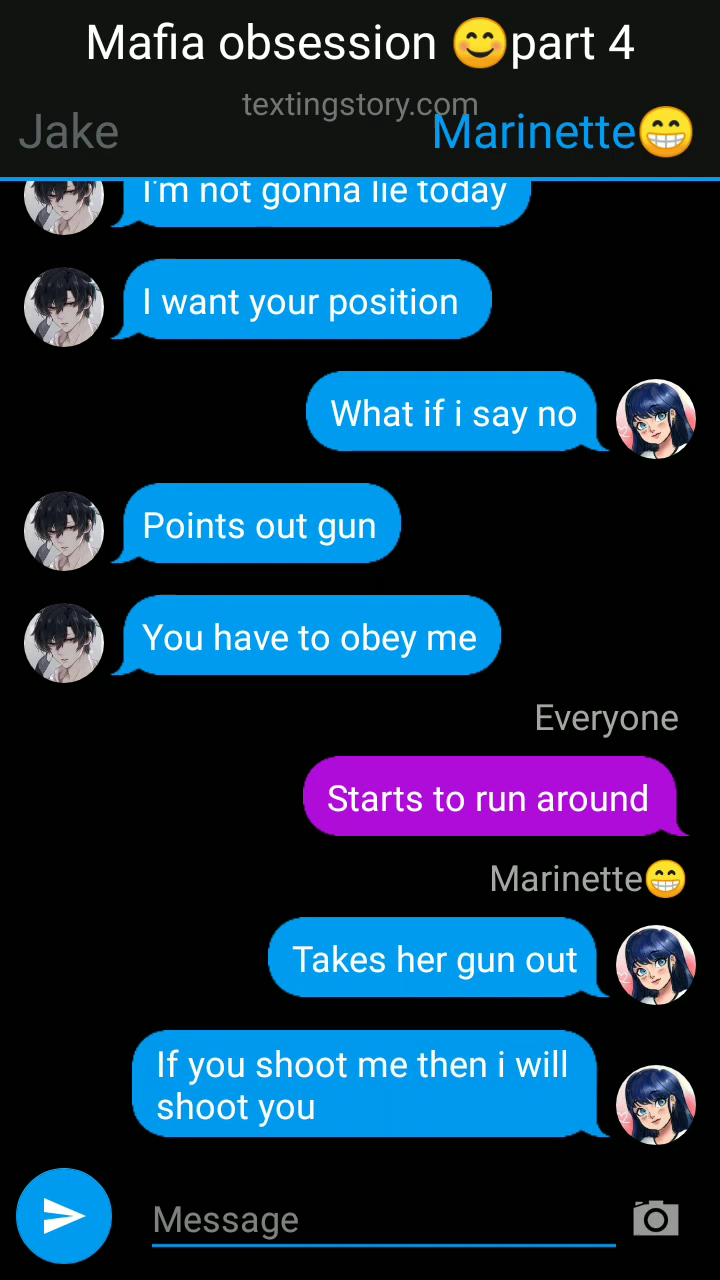 Mafia obsession 😊part 4
textingstory.com
Jake
Marinette😁
I'm not gonna lie today
I want your position
What if i say no
Points out gun
You have to obey me
Everyone
Starts to run around
Marinette😁
Takes her gun out
If you shoot me then i will
shoot you
Message